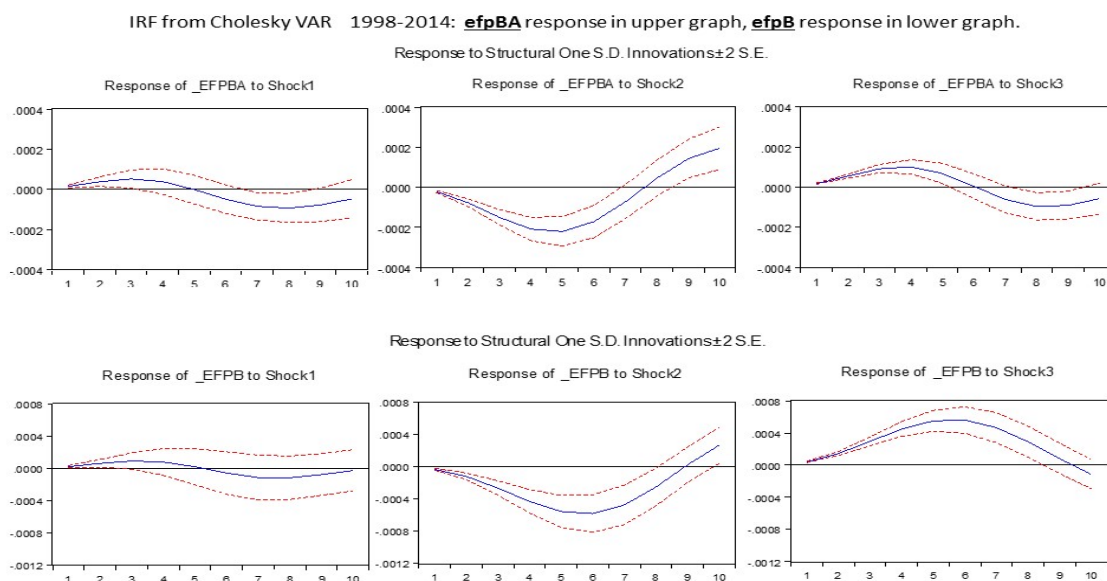 IRF from Cholesky VAR 1998-2014: efpBA response in upper graph, efpB response in lower graph.
Response to Structural One S.D. Innovations±2 S.E.
Response of _EFPBA to Shock1
Response of _EFPBA to Shock2
Response of _EFPBA to Shock3
.0004
.0002
.0000
-.0002
-.0004
1 2 3 4 5 6 7 8 9 10
.0004
.0002
.0000
-.0002
-.0004
1 2 3 4 5 6 7 8 9 10
.0004
.0002
.0000
-.0002
-.0004
1 2 3 4 5 6 7 8 9 10
Response to Structural One S.D. Innovations±2 S.E.
Response of _EFPB to Shock1
Response of _EFPB to Shock2
Response of _EFPB to Shock3
.0008
.0004
.0000
-.0004
-.0008
-.0012
1 2 3 4 5 6 7 8 9 10
.0008
.0004
.0000
-.0004
-.0008
-.0012
1 2 3 4 5 6 7 8 9 10
.0008
.0004
.0000
-.0004
-.0008
-.0012
1 2 3 4 5 6 7 8 9 10